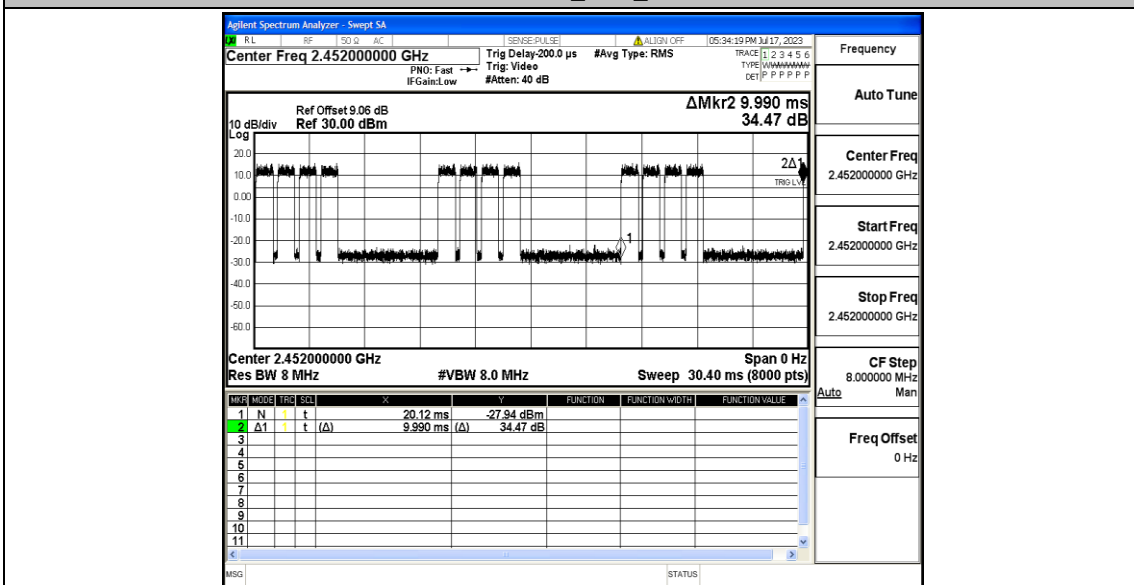 Agilent Spectrum Analyzer - Swept SA
RL RF 50 Ω AC SENSE:PULSE ALIGN OFF 05:34:19 PM Jul 17, 2023
Center Freq 2.452000000 GHz
PNO: Fast
IFGain:Low
Trig Delay-200.0 µs
Trig: Video
#Atten: 40 dB
#Avg Type: RMS
TRACE 1 2 3 4 5 6
TYPE
DET P P P P P P
ΔMkr2 9.990 ms
34.47 dB
Ref Offset 9.06 dB
10 dB/div Ref 30.00 dBm
Log
20.0
10.0
0.00
-10.0
-20.0
-30.0
-40.0
-50.0
-60.0
2Δ1
TRIG LVL
1
Center 2.452000000 GHz
Span 0 Hz
Res BW 8 MHz
#VBW 8.0 MHz
Sweep 30.40 ms (8000 pts)
MKR MODE TRC SCL X Y FUNCTION FUNCTION WIDTH FUNCTION VALUE
1 N 1 t 20.12 ms -27.94 dBm
2 Δ1 1 t (Δ) 9.990 ms (Δ) 34.47 dB
3
4
5
6
7
8
9
10
11
MSG
STATUS
Frequency
Auto Tune
Center Freq
2.452000000 GHz
Start Freq
2.452000000 GHz
Stop Freq
2.452000000 GHz
CF Step
8.000000 MHz
Auto Man
Freq Offset
0 Hz